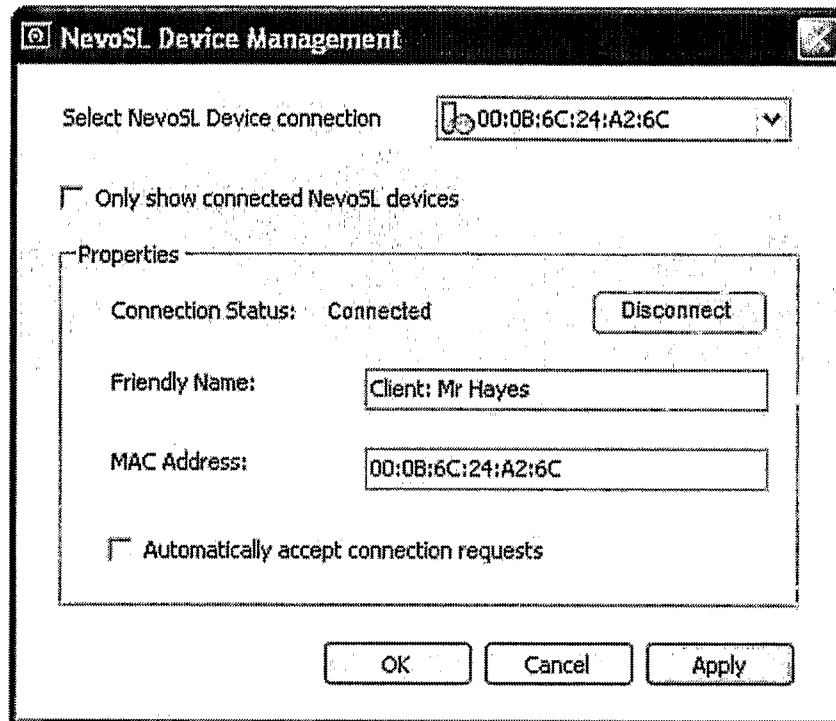 NevoSL Device Management
Select NevoSL Device connection 00:0B:6C:24:A2:6C
Only show connected NevoSL devices
Properties
Connection Status: Connected Disconnect
Friendly Name: Client: Mr Hayes
MAC Address: 00:0B:6C:24:A2:6C
Automatically accept connection requests
OK Cancel Apply